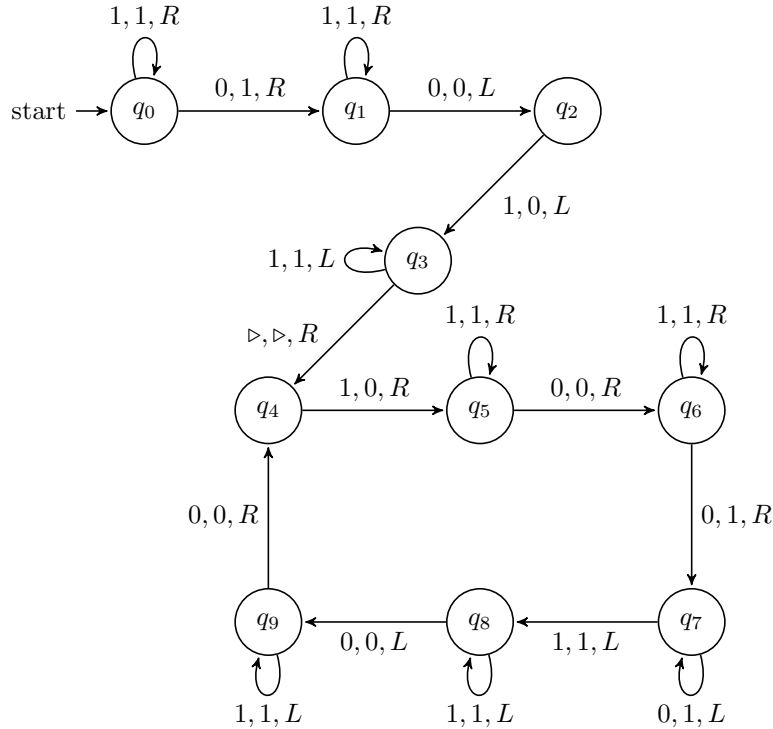 1, 1, R 1, 1, R
start q0 0, 1, R q1 0, 0, L q2
1, 0, L
1, 1, L q3
▷, ▷, R
1, 1, R 1, 1, R
q4 1, 0, R q5 0, 0, R q6
0, 0, R 0, 1, R
q9 0, 0, L q8 1, 1, L q7
1, 1, L 1, 1, L 0, 1, L